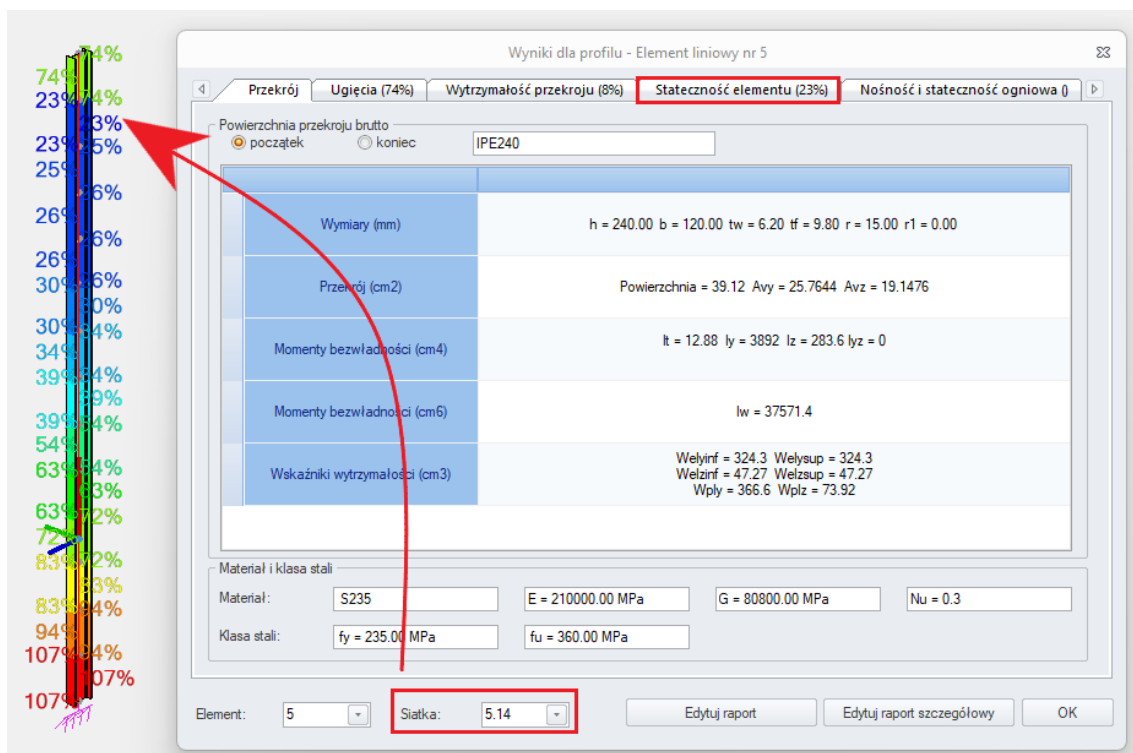 Wyniki dla profilu - Element liniowy nr 5
Przekrój Ugięcia (74%) Wytrzymałość przekroju (8%) Stateczność elementu (23%) Nośność i stateczność ogniowa ()
Powierzchnia przekroju brutto
początek koniec IPE240
Wymiary (mm) h = 240.00 b = 120.00 tw = 6.20 tf = 9.80 r = 15.00 r1 = 0.00
Przekrój (cm2) Powierzchnia = 39.12 Avy = 25.7644 Avz = 19.1476
Momenty bezwładności (cm4) It = 12.88 Iy = 3892 Iz = 283.6 Iyz = 0
Momenty bezwładności (cm6) Iw = 37571.4
Wskaźniki wytrzymałości (cm3)
Welyinf = 324.3 Welysup = 324.3
Welzinf = 47.27 Welzsup = 47.27
Wply = 366.6 Wplz = 73.92
Materiał i klasa stali
Materiał: S235 E = 210000.00 MPa G = 80800.00 MPa Nu = 0.3
Klasa stali: fy = 235.00 MPa fu = 360.00 MPa
Element: 5 Siatka: 5.14 Edytuj raport Edytuj raport szczegółowy OK
74%
74%
23%
74%
23%
23%
25%
25%
26%
26%
26%
26%
30%
26%
30%
30%
34%
34%
39%
34%
39%
39%
54%
54%
63%
54%
63%
63%
72%
72%
83%
72%
83%
83%
94%
94%
107%
94%
107%
107%